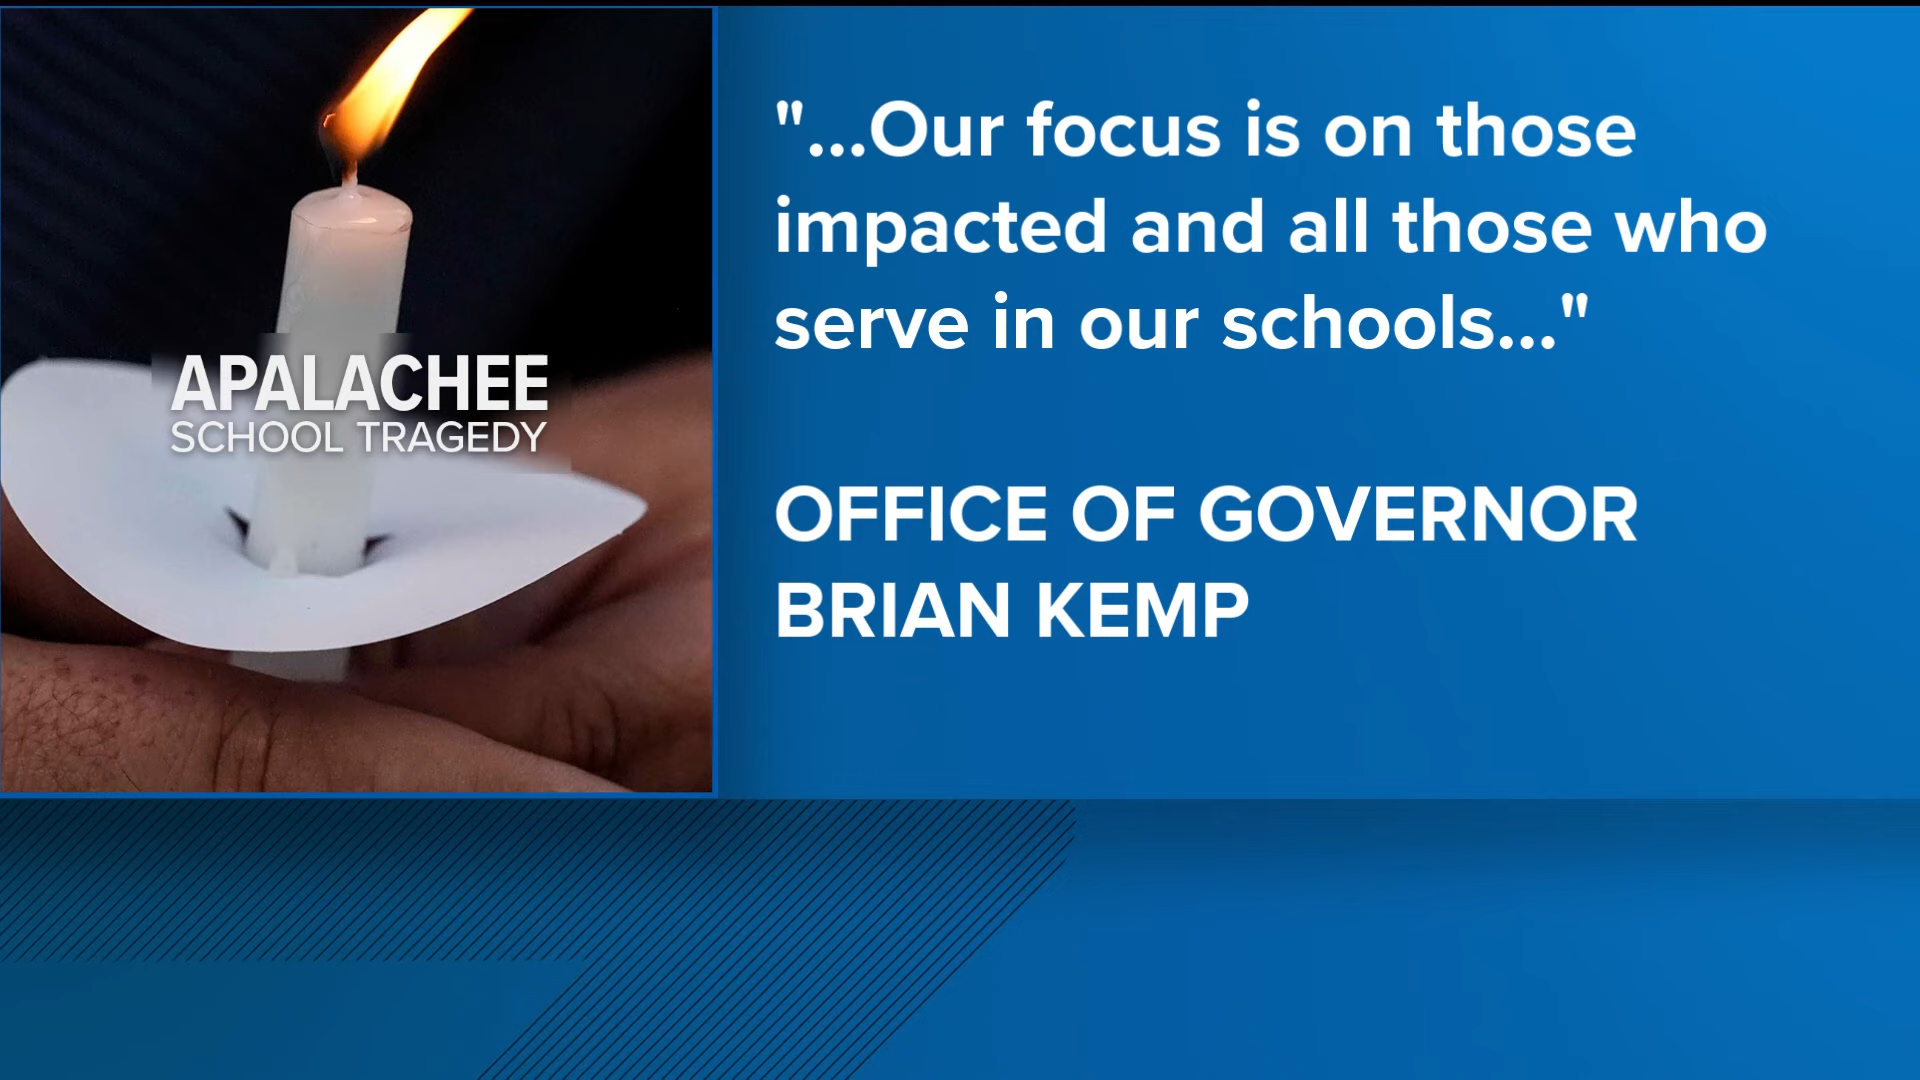 APALACHEE
SCHOOL TRAGEDY
"...Our focus is on those
impacted and all those who
serve in our schools..."
OFFICE OF GOVERNOR
BRIAN KEMP